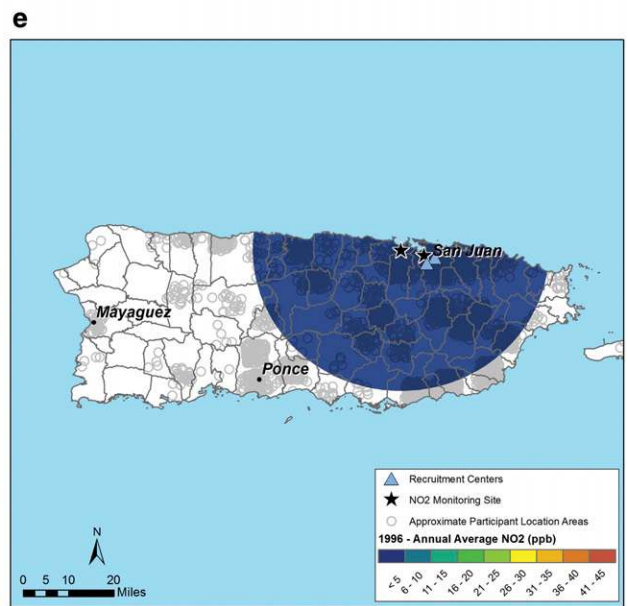 e
San Juan
Mayaguez
Ponce
Recruitment Centers
NO2 Monitoring Site
Approximate Participant Location Areas
1996 - Annual Average NO2 (ppb)
< 5 6 - 10 11 - 15 16 - 20 21 - 25 26 - 30 31 - 35 36 - 40 41 - 45
N
0 5 10 20
Miles